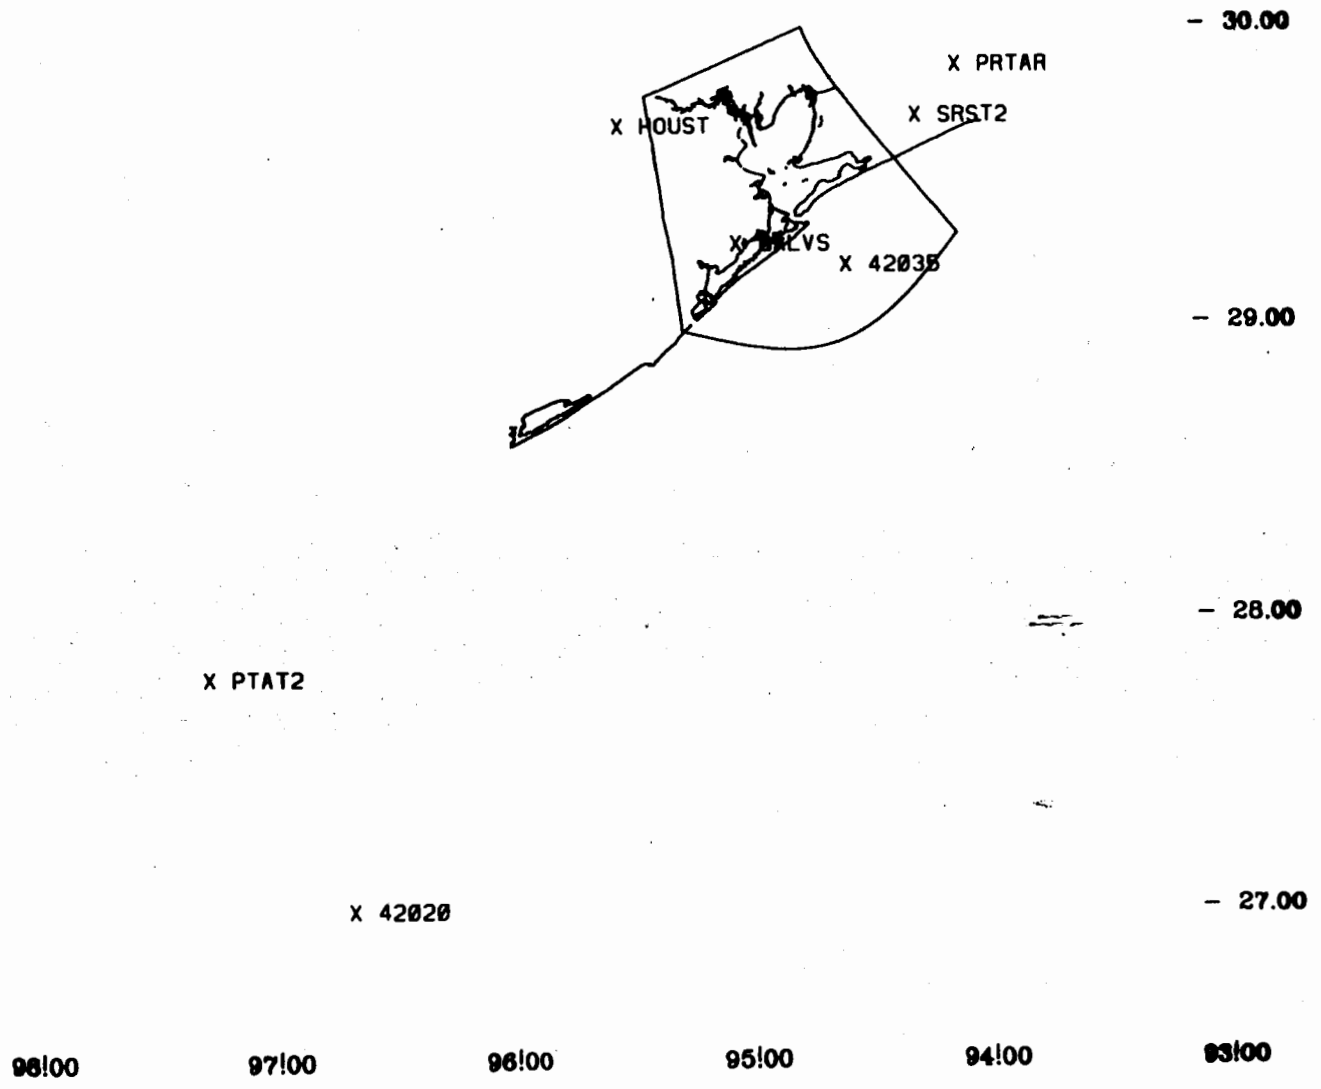 - 30.00
X PRTAR
X SRST2
X HOUST
X GALVS
X 42035
- 29.00
- 28.00
X PTAT2
- 27.00
X 42020
98!00 97!00 96!00 95!00 94!00 93!00